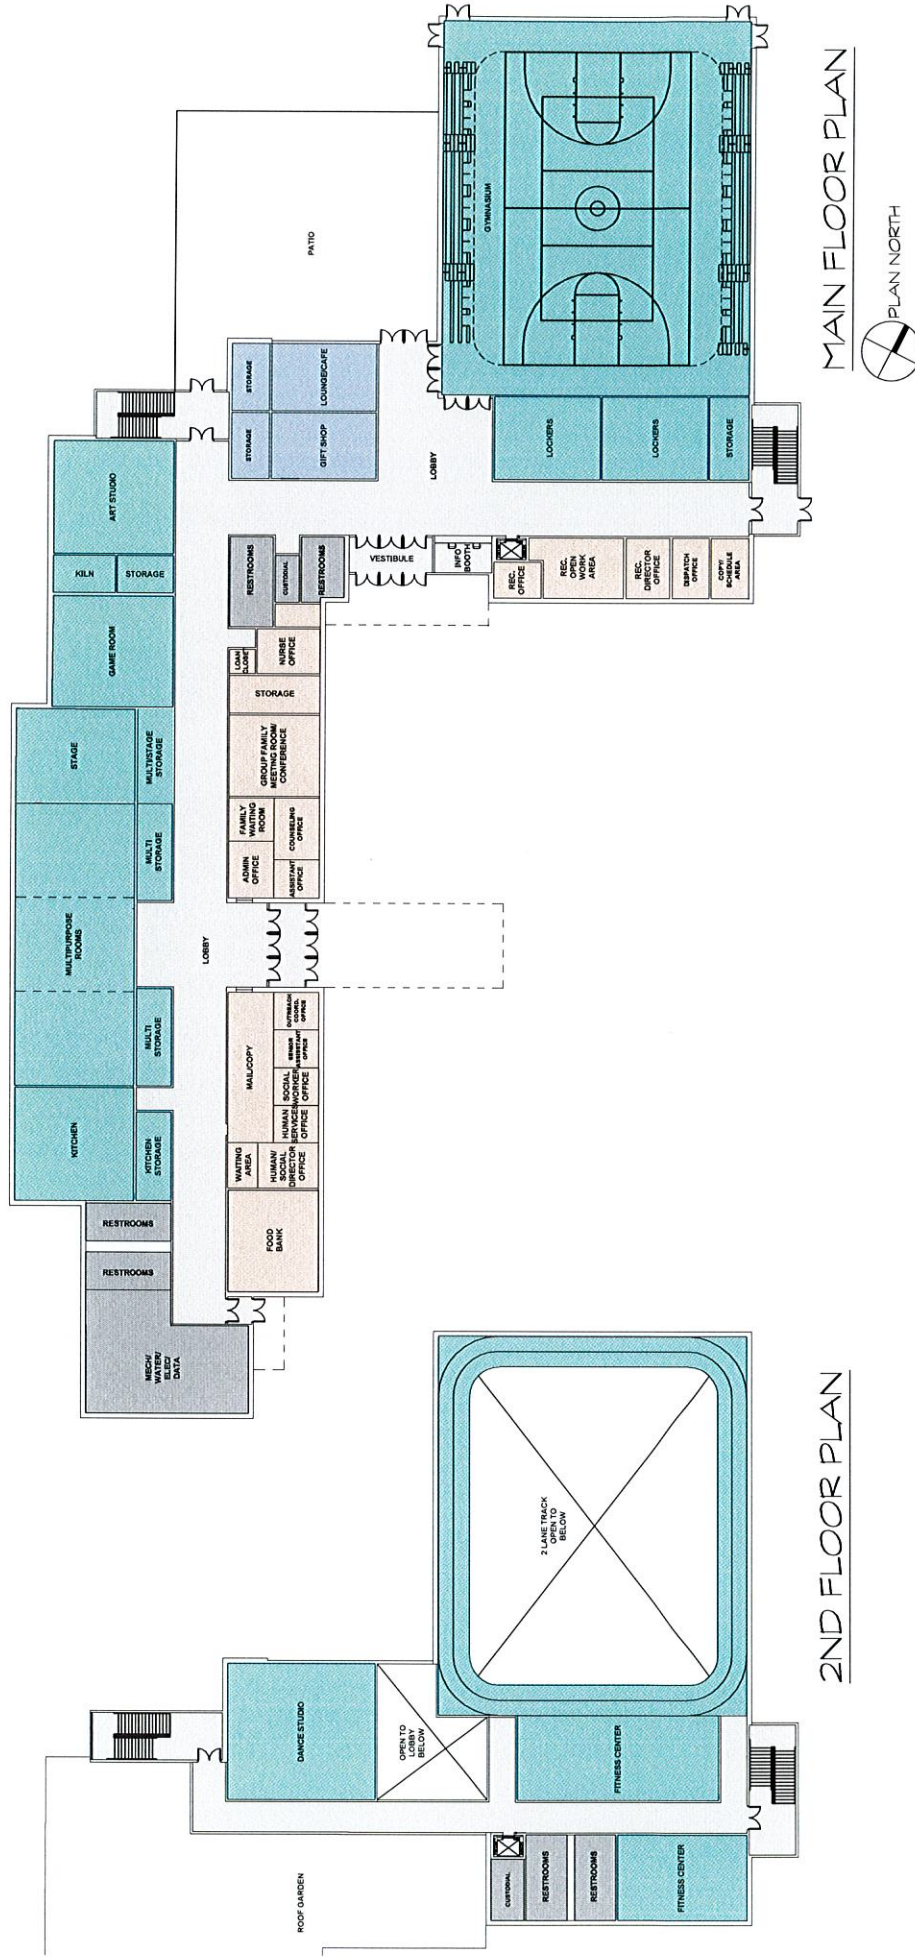 MAIN FLOOR PLAN
PLAN NORTH
PATIO
GYMNASIUM
STORAGE
LOUNGE/CAFE
STORAGE
GIFT SHOP
LOBBY
LOCKERS
LOCKERS
STORAGE
ART STUDIO
KILN
STORAGE
GAME ROOM
RESTROOMS
CUSTODIAL
RESTROOMS
VESTIBULE
INFO
BOOTH
REC.
OFFICE
REC.
OPEN
WORK
AREA
REC.
DIRECTOR
OFFICE
DISPATCH
OFFICE
COPY/
SCHEDULE
AREA
LOAN
CLOSET
NURSE
OFFICE
STORAGE
GROUP FAMILY
MEETING ROOM/
CONFERENCE
FAMILY
WAITING
ROOM
COUNSELING
OFFICE
ADMIN
OFFICE
ASSISTANT
OFFICE
STAGE
MULTI/STAGE
STORAGE
MULTI
STORAGE
MULTIPURPOSE
ROOMS
LOBBY
MULTI
STORAGE
KITCHEN
KITCHEN
STORAGE
MAIL/COPY
OUTREACH
COORD.
OFFICE
SENIOR
ASSISTANT
OFFICE
SOCIAL
WORKER
OFFICE
HUMAN
SERVICES
OFFICE
WAITING
AREA
HUMAN/
SOCIAL
DIRECTOR
OFFICE
FOOD
BANK
RESTROOMS
RESTROOMS
MECH/
WATER/
ELEC/
DATA
2ND FLOOR PLAN
2 LANE TRACK
OPEN TO
BELOW
DANCE STUDIO
OPEN TO
LOBBY
BELOW
FITNESS CENTER
ROOF GARDEN
CUSTODIAL
RESTROOMS
RESTROOMS
FITNESS CENTER